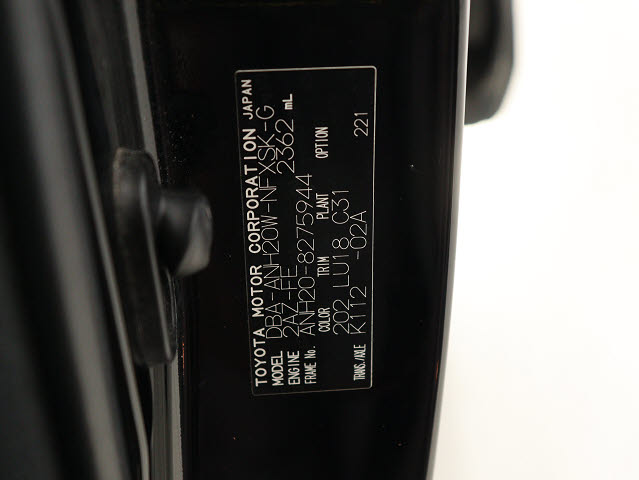 TOYOTA MOTOR CORPORATION JAPAN
MODEL DBA-ANH20W-NFXSK-G
ENGINE 2AZ-FE 2362 mL
FRAME No. ANH20-8275944
COLOR TRIM PLANT OPTION
202 LU18 C31 221
TRANS./AXLE K112 -02A